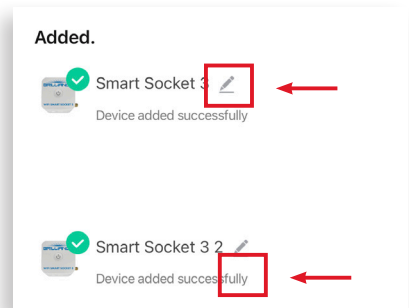 Added.
Smart Socket 3
Device added successfully
Smart Socket 3 2
Device added successfully